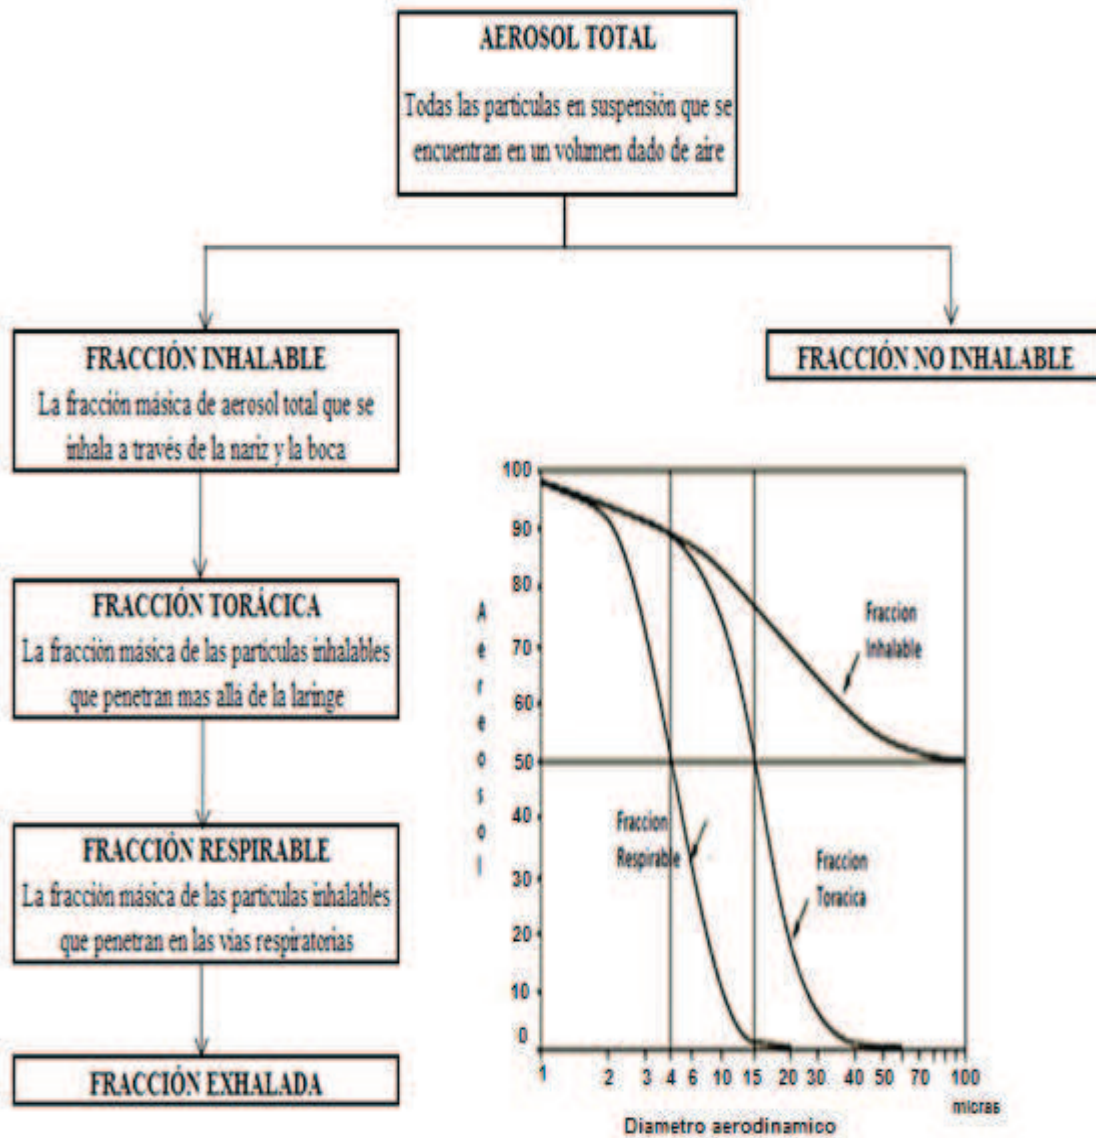 AEROSOL TOTAL
Todas las partículas en suspensión que se
encuentran en un volumen dado de aire
FRACCIÓN INHALABLE
La fracción másica de aerosol total que se
inhala a través de la nariz y la boca
FRACCIÓN NO INHALABLE
FRACCIÓN TORÁCICA
La fracción másica de las partículas inhalables
que penetran mas allá de la laringe
FRACCIÓN RESPIRABLE
La fracción másica de las partículas inhalables
que penetran en las vías respiratorias
FRACCIÓN EXHALADA
Aereosol
100
90
80
70
60
50
40
30
20
10
0
Fraccion
Inhalable
Fraccion
Respirable
Fraccion
Toracica
1 2 3 4 6 10 15 20 30 40 50 70 100
micras
Diametro aerodinamico